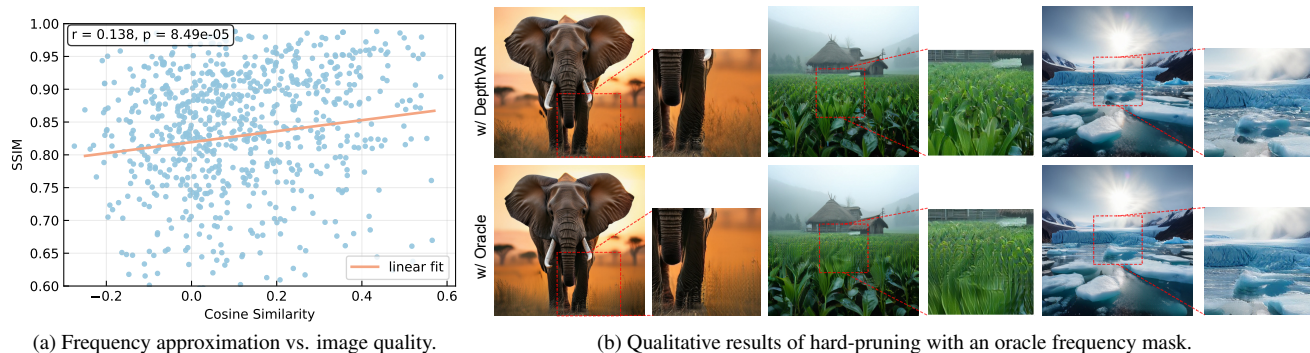 r = 0.138, p = 8.49e-05
1.00
0.95
0.90
0.85
0.80
0.75
0.70
0.65
0.60
SSIM
−0.2 0.0 0.2 0.4 0.6
Cosine Similarity
linear fit
(a) Frequency approximation vs. image quality.
w/ DepthVAR
w/ Oracle
(b) Qualitative results of hard-pruning with an oracle frequency mask.